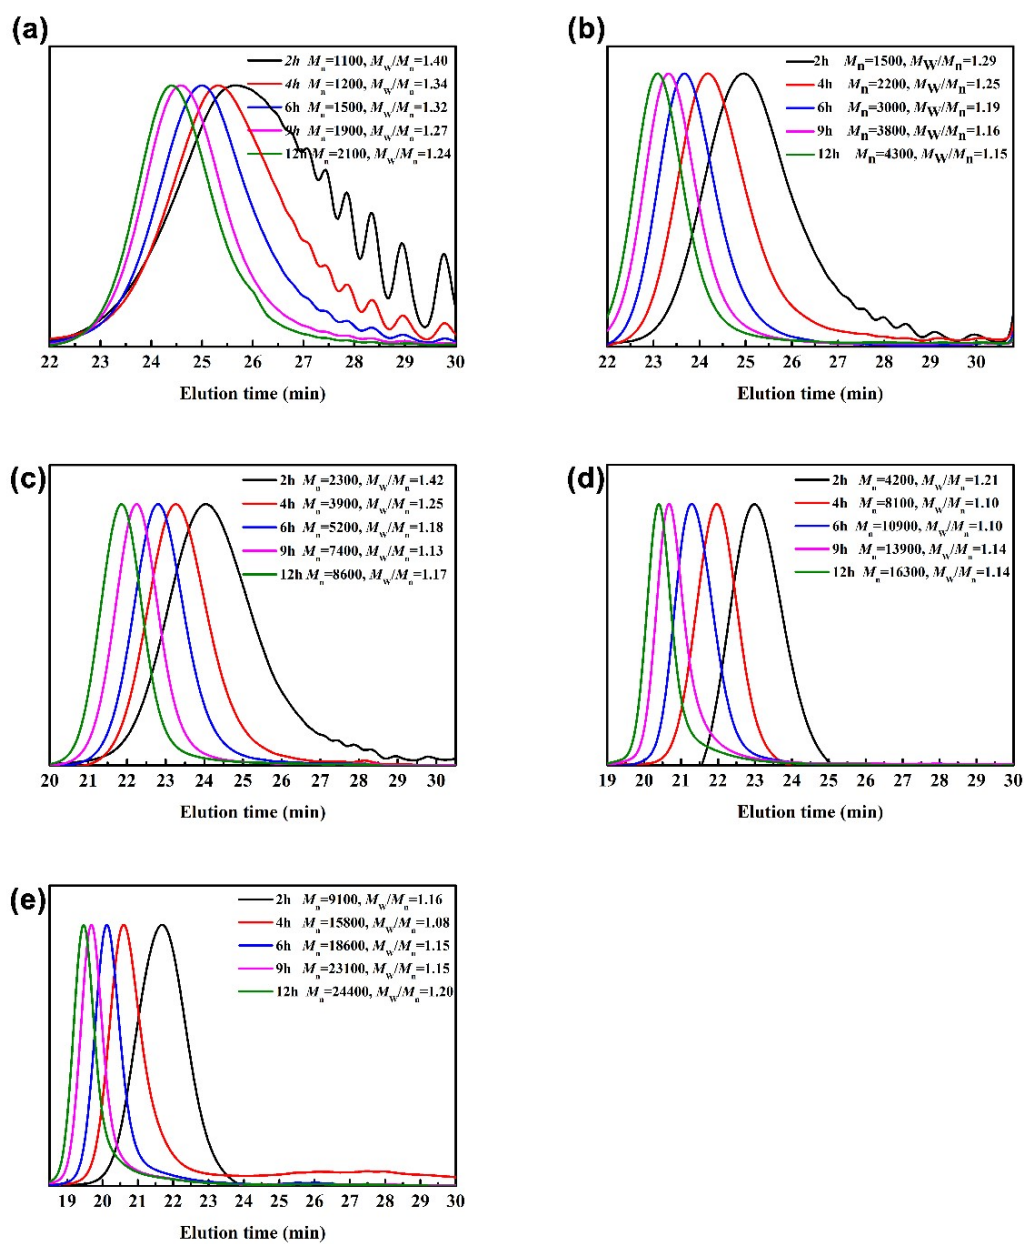 (a)
2h Mn=1100, MW/Mn=1.40
4h Mn=1200, MW/Mn=1.34
6h Mn=1500, MW/Mn=1.32
9h Mn=1900, MW/Mn=1.27
12h Mn=2100, MW/Mn=1.24
22 23 24 25 26 27 28 29 30
Elution time (min)
(b)
2h Mn=1500, MW/Mn=1.29
4h Mn=2200, MW/Mn=1.25
6h Mn=3000, MW/Mn=1.19
9h Mn=3800, MW/Mn=1.16
12h Mn=4300, MW/Mn=1.15
22 23 24 25 26 27 28 29 30
Elution time (min)
(c)
2h Mn=2300, MW/Mn=1.42
4h Mn=3900, MW/Mn=1.25
6h Mn=5200, MW/Mn=1.18
9h Mn=7400, MW/Mn=1.13
12h Mn=8600, MW/Mn=1.17
20 21 22 23 24 25 26 27 28 29 30
Elution time (min)
(d)
2h Mn=4200, MW/Mn=1.21
4h Mn=8100, MW/Mn=1.10
6h Mn=10900, MW/Mn=1.10
9h Mn=13900, MW/Mn=1.14
12h Mn=16300, MW/Mn=1.14
19 20 21 22 23 24 25 26 27 28 29 30
Elution time (min)
(e)
2h Mn=9100, MW/Mn=1.16
4h Mn=15800, MW/Mn=1.08
6h Mn=18600, MW/Mn=1.15
9h Mn=23100, MW/Mn=1.15
12h Mn=24400, MW/Mn=1.20
19 20 21 22 23 24 25 26 27 28 29 30
Elution time (min)